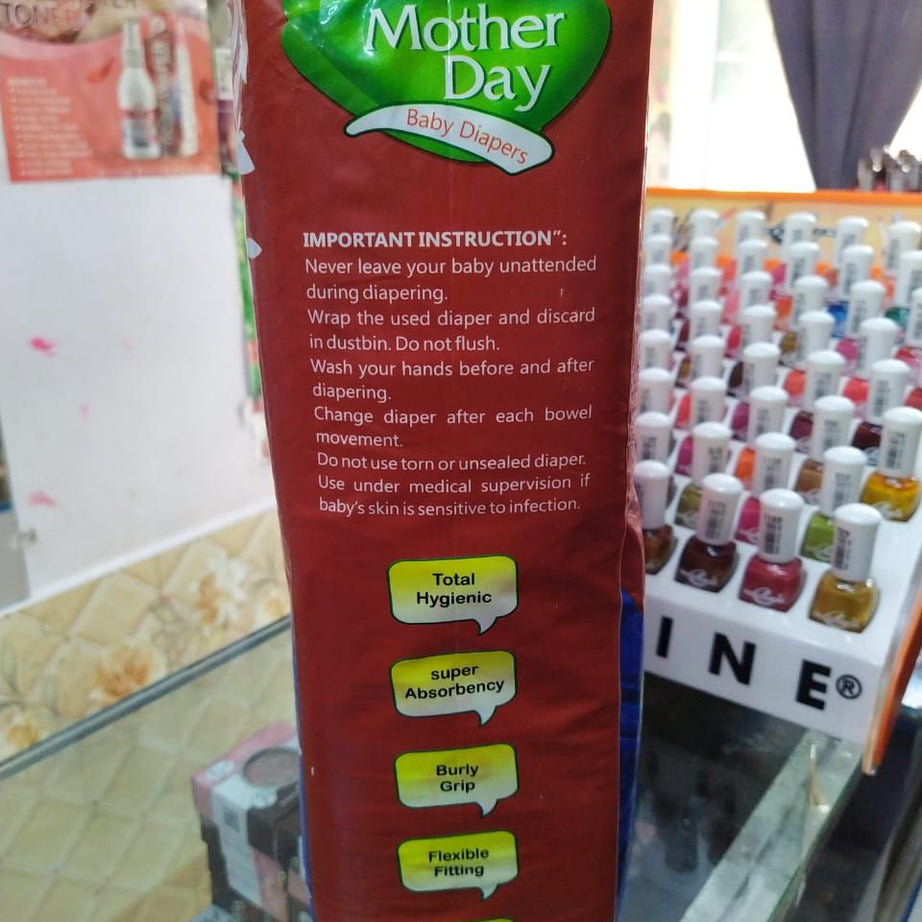 TONER
Mother
Day
Baby Diapers
IMPORTANT INSTRUCTION”:
Never leave your baby unattended
during diapering.
Wrap the used diaper and discard
in dustbin. Do not flush.
Wash your hands before and after
diapering.
Change diaper after each bowel
movement.
Do not use torn or unsealed diaper.
Use under medical supervision if
baby's skin is sensitive to infection.
Total
Hygienic
super
Absorbency
Burly
Grip
Flexible
Fitting
INE®